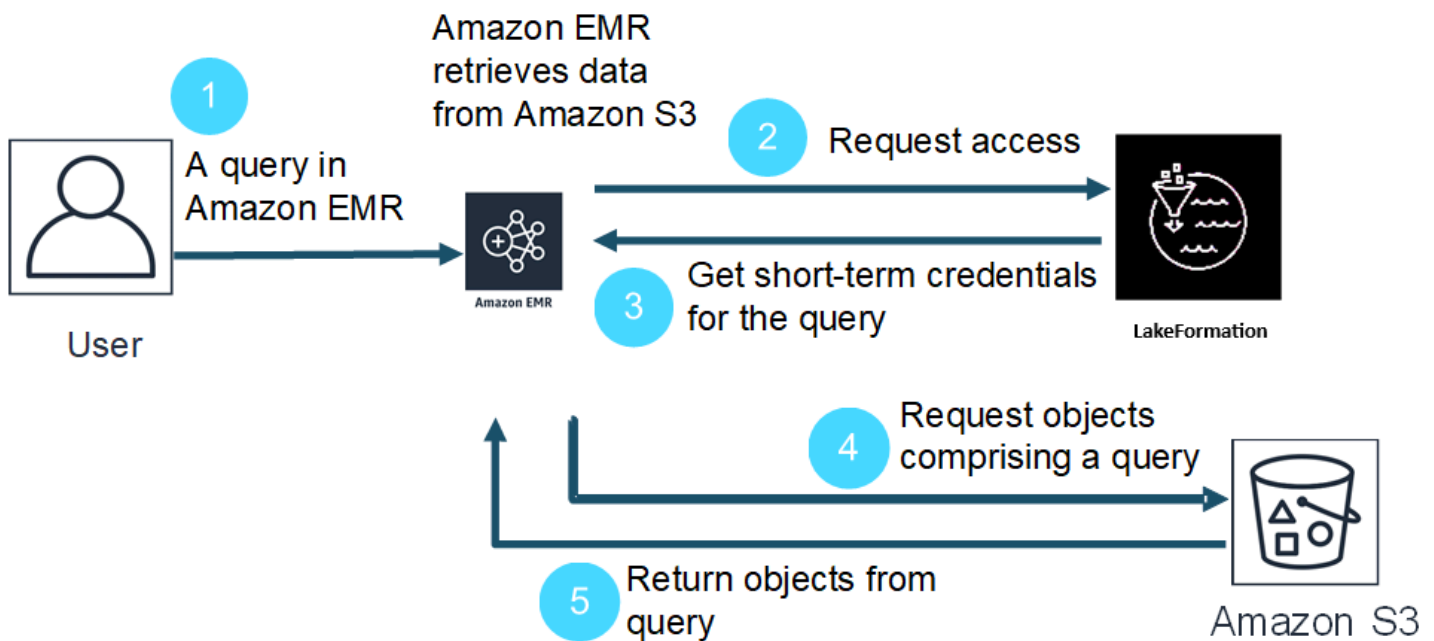 1
A query in
Amazon EMR
User
Amazon EMR
retrieves data
from Amazon S3
Amazon EMR
2
Request access
3
Get short-term credentials
for the query
LakeFormation
4
Request objects
comprising a query
5
Return objects from
query
Amazon S3